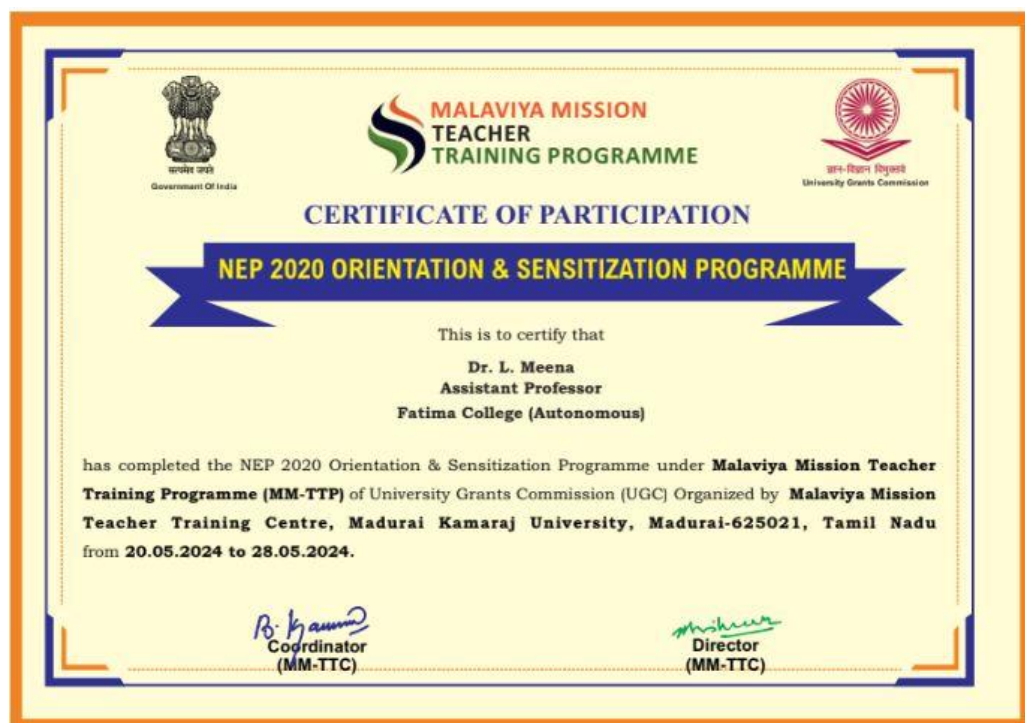 MALAVIYA MISSION
TEACHER
TRAINING PROGRAMME
सत्यमेव जयते
Government Of India
ज्ञान-विज्ञान विमुक्तये
University Grants Commission
CERTIFICATE OF PARTICIPATION
NEP 2020 ORIENTATION & SENSITIZATION PROGRAMME
This is to certify that
Dr. L. Meena
Assistant Professor
Fatima College (Autonomous)
has completed the NEP 2020 Orientation & Sensitization Programme under Malaviya Mission Teacher
Training Programme (MM-TTP) of University Grants Commission (UGC) Organized by Malaviya Mission
Teacher Training Centre, Madurai Kamaraj University, Madurai-625021, Tamil Nadu
from 20.05.2024 to 28.05.2024.
Coordinator
(MM-TTC)
Director
(MM-TTC)